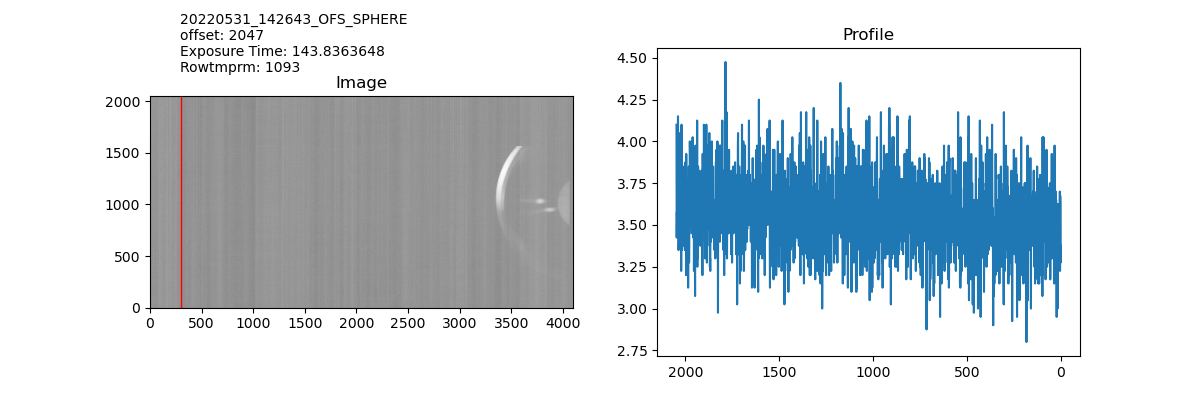 20220531_142643_OFS_SPHERE
offset: 2047
Exposure Time: 143.8363648
Rowtmprm: 1093
Image
2000
1500
1000
500
0
0 500 1000 1500 2000 2500 3000 3500 4000
Profile
4.50
4.25
4.00
3.75
3.50
3.25
3.00
2.75
2000 1500 1000 500 0